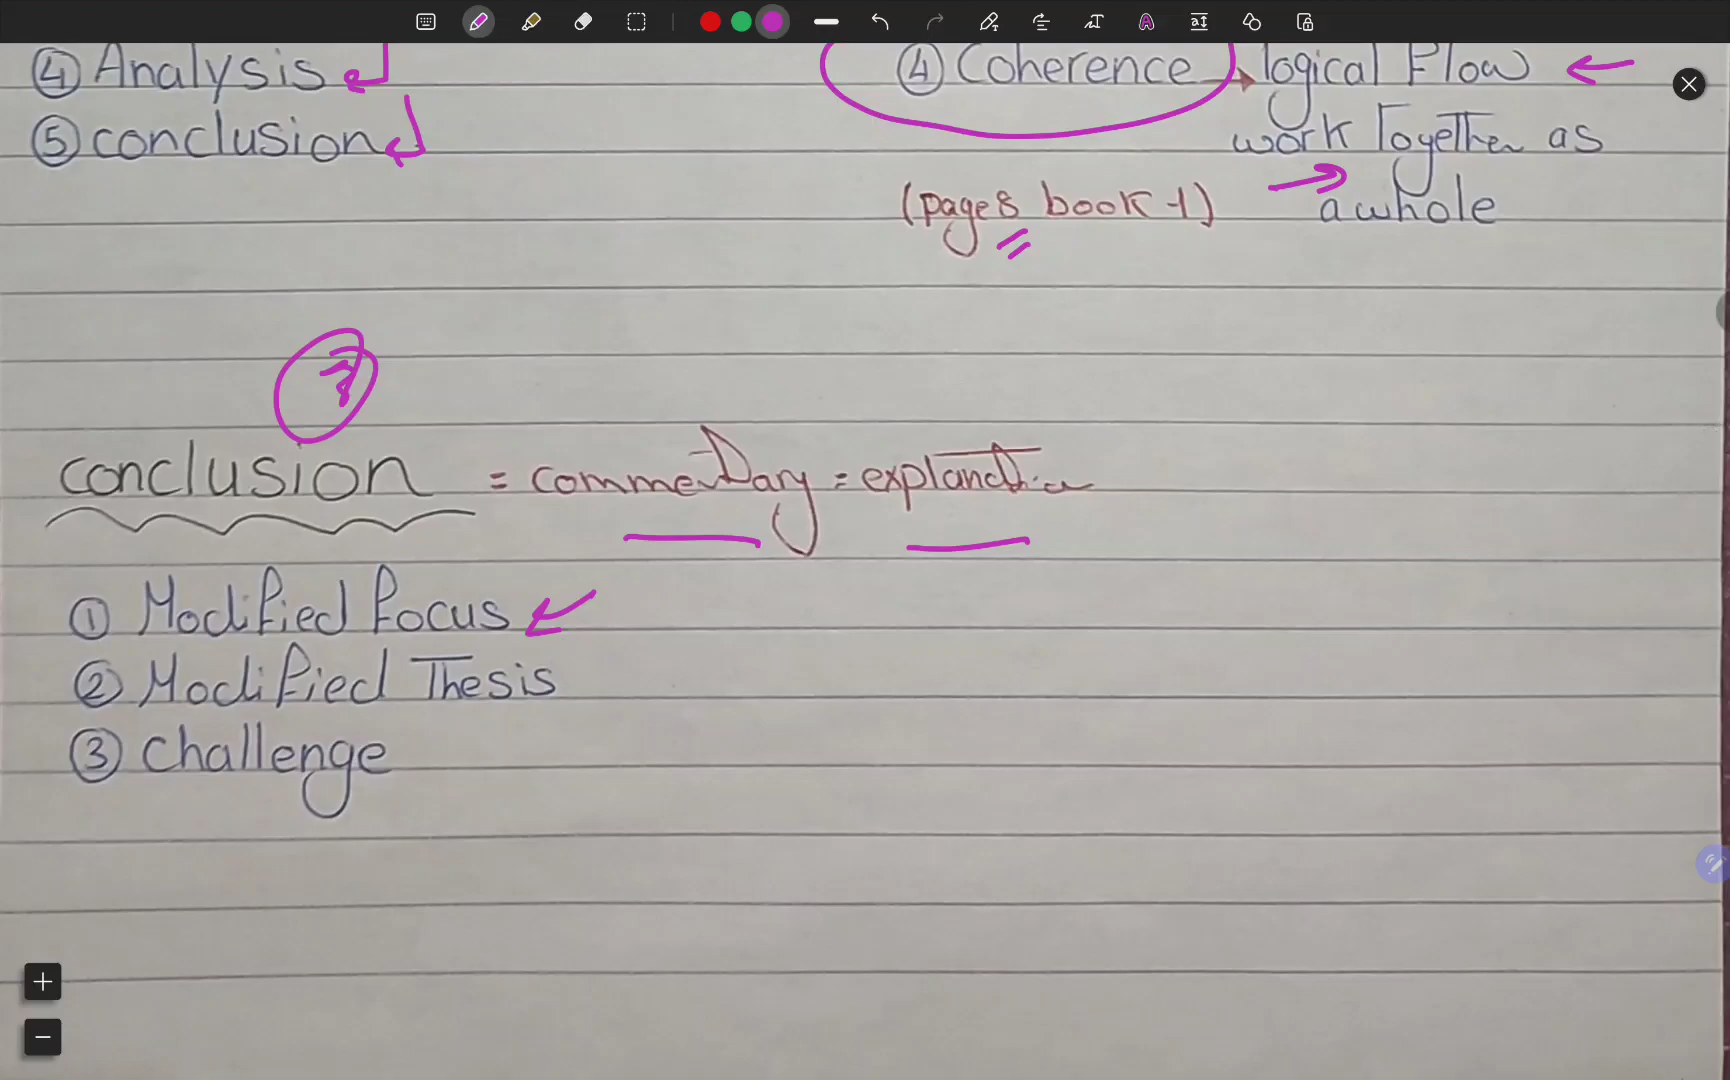 ④ Analysis
⑤ conclusion
④ Coherence → logical Flow
work Together as
a whole
(page 8 book 1)
conclusion = commentary = explanation
① Modified focus
② Modified Thesis
③ challenge